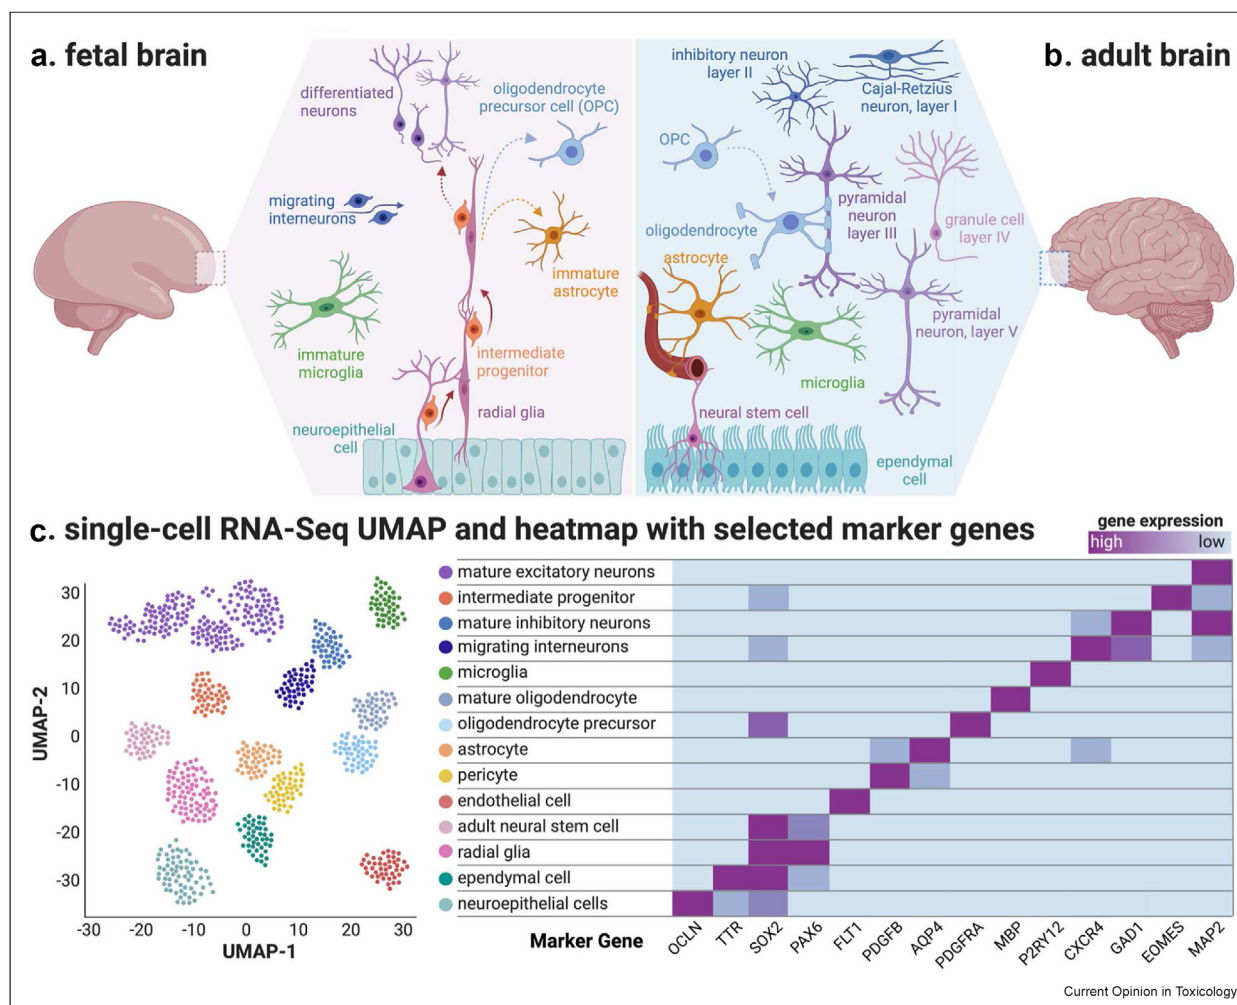 a. fetal brain
b. adult brain
differentiated
neurons
oligodendrocyte
precursor cell (OPC)
migrating
interneurons
immature
astrocyte
immature
microglia
intermediate
progenitor
radial glia
neuroepithelial
cell
inhibitory neuron
layer II
Cajal-Retzius
neuron, layer I
OPC
pyramidal
neuron
layer III
granule cell
layer IV
oligodendrocyte
astrocyte
pyramidal
neuron, layer V
microglia
neural stem cell
ependymal
cell
c. single-cell RNA-Seq UMAP and heatmap with selected marker genes
gene expression
high low
UMAP-2
30
20
10
0
-10
-20
-30
-30 -20 -10 0 10 20 30
UMAP-1
mature excitatory neurons
intermediate progenitor
mature inhibitory neurons
migrating interneurons
microglia
mature oligodendrocyte
oligodendrocyte precursor
astrocyte
pericyte
endothelial cell
adult neural stem cell
radial glia
ependymal cell
neuroepithelial cells
Marker Gene
OCLN TTR SOX2 PAX6 FLT1 PDGFB AQP4 PDGFRA MBP P2RY12 CXCR4 GAD1 EOMES MAP2
Current Opinion in Toxicology